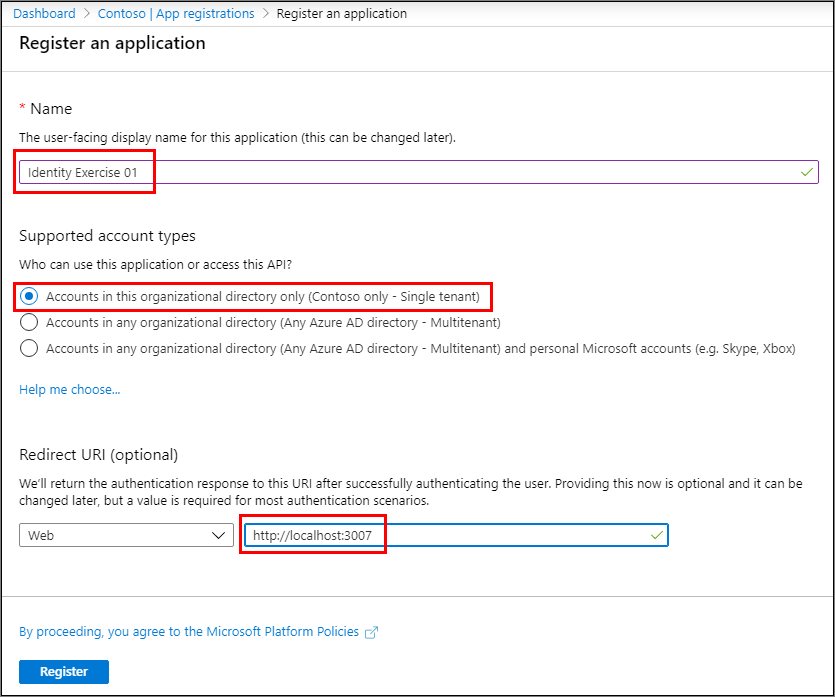 Dashboard > Contoso | App registrations > Register an application
Register an application
* Name
The user-facing display name for this application (this can be changed later).
Identity Exercise 01
Supported account types
Who can use this application or access this API?
Accounts in this organizational directory only (Contoso only - Single tenant)
Accounts in any organizational directory (Any Azure AD directory - Multitenant)
Accounts in any organizational directory (Any Azure AD directory - Multitenant) and personal Microsoft accounts (e.g. Skype, Xbox)
Help me choose...
Redirect URI (optional)
We'll return the authentication response to this URI after successfully authenticating the user. Providing this now is optional and it can be
changed later, but a value is required for most authentication scenarios.
Web http://localhost:3007
By proceeding, you agree to the Microsoft Platform Policies
Register